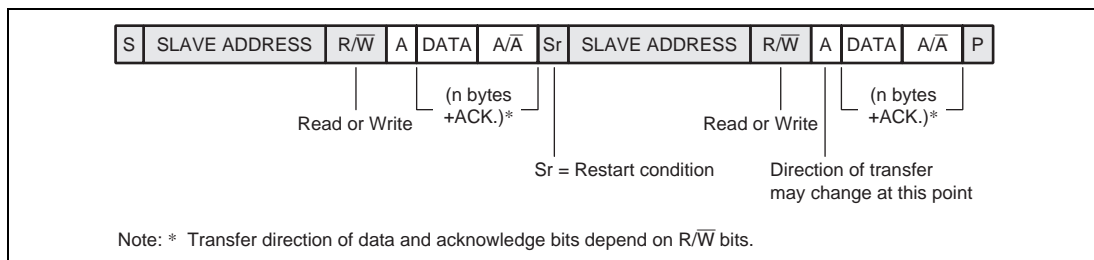 S SLAVE ADDRESS R/W̅ A DATA A/A̅ Sr SLAVE ADDRESS R/W̅ A DATA A/A̅ P
(n bytes (n bytes
+ACK.)* +ACK.)*
Read or Write Read or Write
Sr = Restart condition Direction of transfer
may change at this point
Note: * Transfer direction of data and acknowledge bits depend on R/W̅ bits.